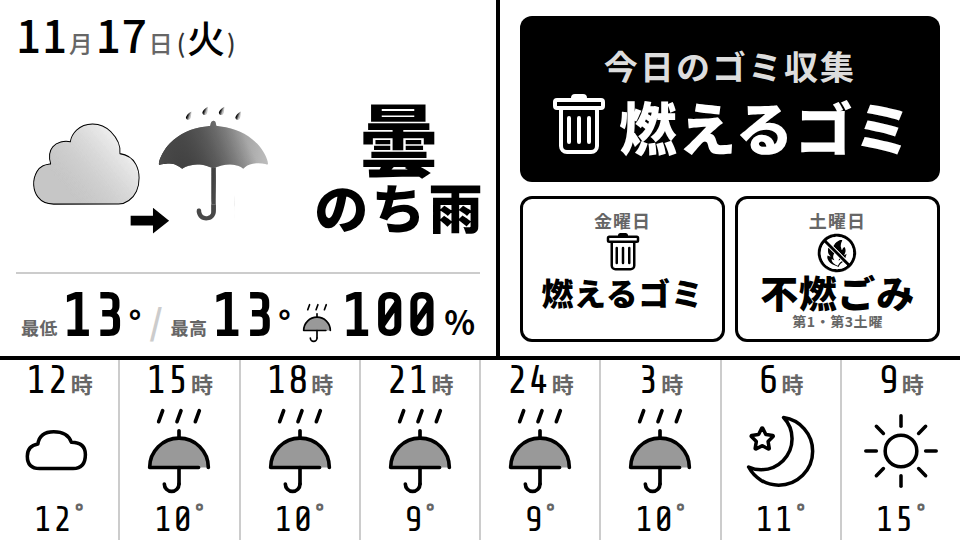 11月17日(火)
曇
のち雨
最低 13° / 最高 13° 100%
今日のゴミ収集
燃えるゴミ
金曜日
燃えるゴミ
土曜日
不燃ごみ
第1・第3土曜
12時 15時 18時 21時 24時 3時 6時 9時
12° 10° 10° 9° 9° 10° 11° 15°